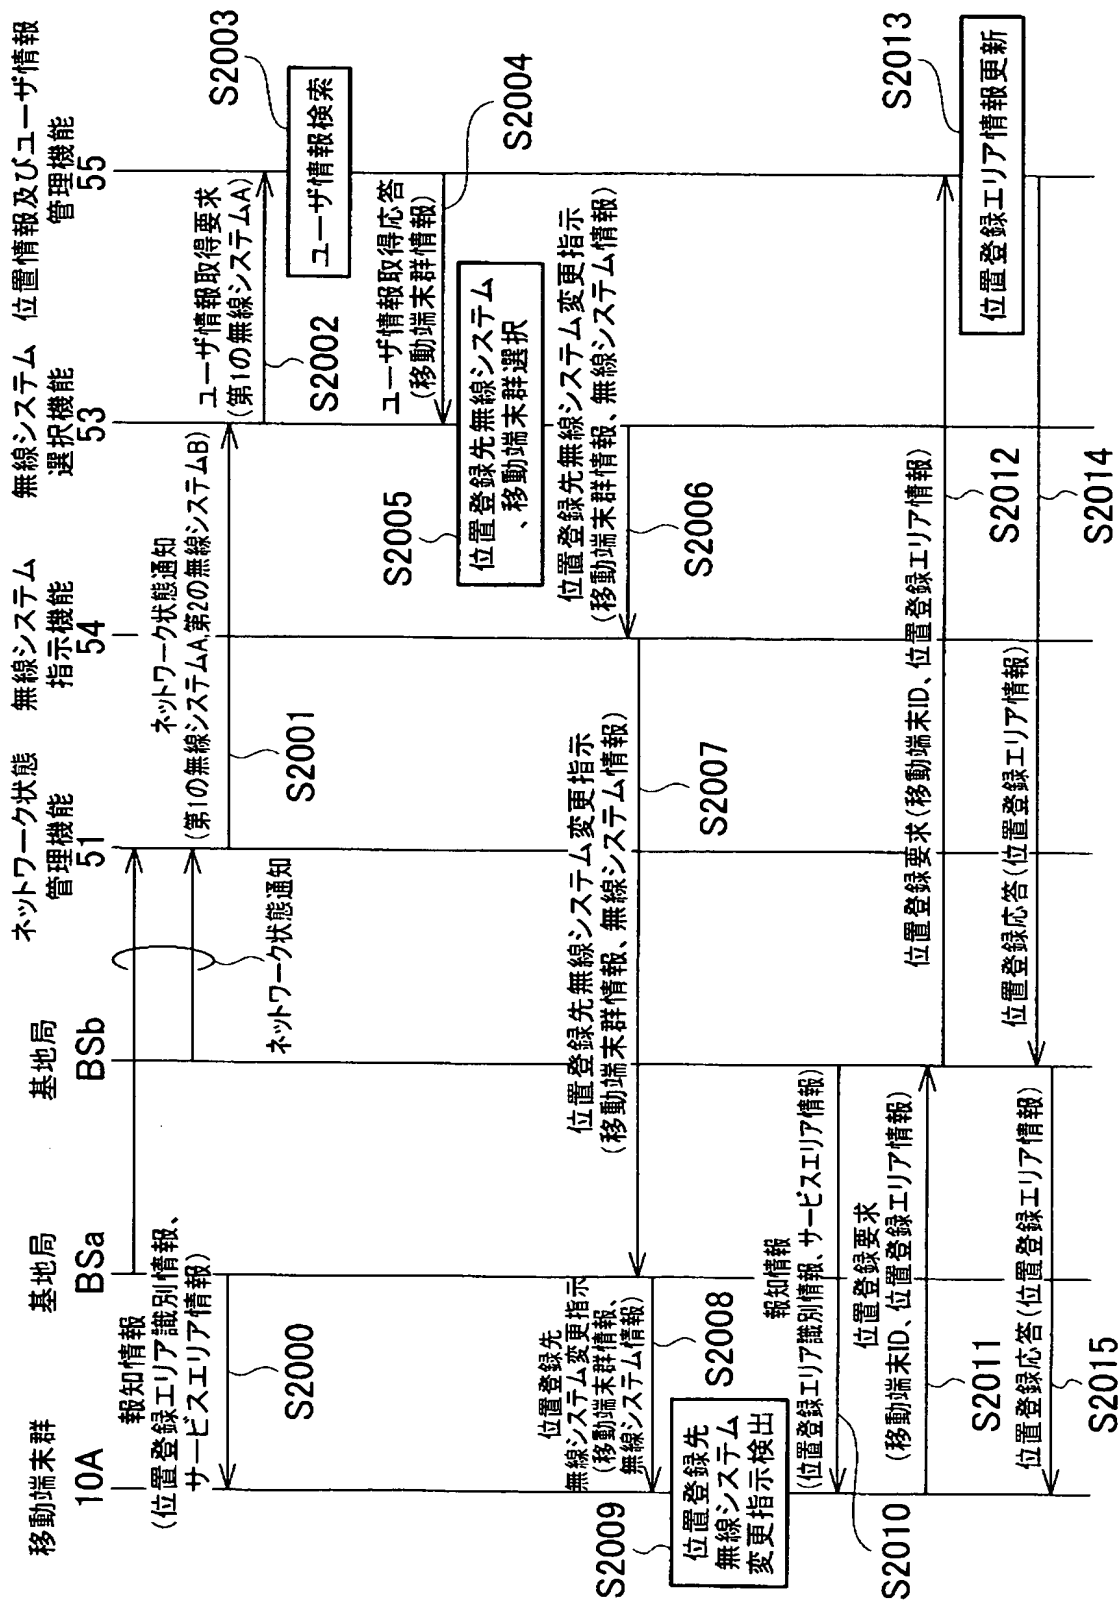 移動端末群
10A
基地局
BSa
基地局
BSb
ネットワーク状態
管理機能
51
無線システム
指示機能
54
無線システム
選択機能
53
位置情報及びユーザ情報
管理機能
55
報知情報
(位置登録エリア識別情報、
サービスエリア情報)
S2000
ネットワーク状態通知
ネットワーク状態通知
(第1の無線システムA,第2の無線システムB)
S2001
ユーザ情報取得要求
(第1の無線システムA)
S2002
S2003
ユーザ情報検索
ユーザ情報取得応答
(移動端末群情報)
S2004
S2005
位置登録先無線システム
、移動端末群選択
位置登録先無線システム変更指示
(移動端末群情報、無線システム情報)
S2006
位置登録先無線システム変更指示
(移動端末群情報、無線システム情報)
S2007
位置登録先
無線システム変更指示
(移動端末群情報、
無線システム情報)
S2008
S2009
位置登録先
無線システム
変更指示検出
報知情報
(位置登録エリア識別情報、サービスエリア情報)
S2010
位置登録要求
(移動端末ID、位置登録エリア情報)
S2011
位置登録要求(移動端末ID、位置登録エリア情報)
S2012
S2013
位置登録エリア情報更新
位置登録応答(位置登録エリア情報)
S2014
位置登録応答(位置登録エリア情報)
S2015